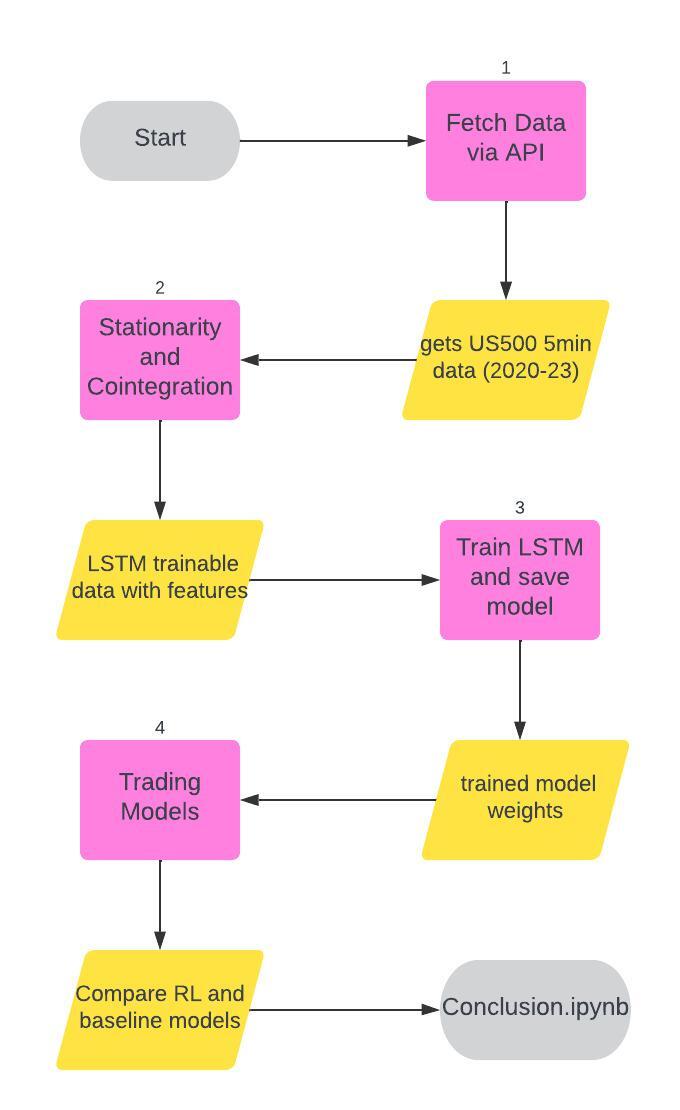 Start
1
Fetch Data
via API
gets US500 5min
data (2020-23)
2
Stationarity
and
Cointegration
LSTM trainable
data with features
3
Train LSTM
and save
model
trained model
weights
4
Trading
Models
Compare RL and
baseline models
Conclusion.ipynb